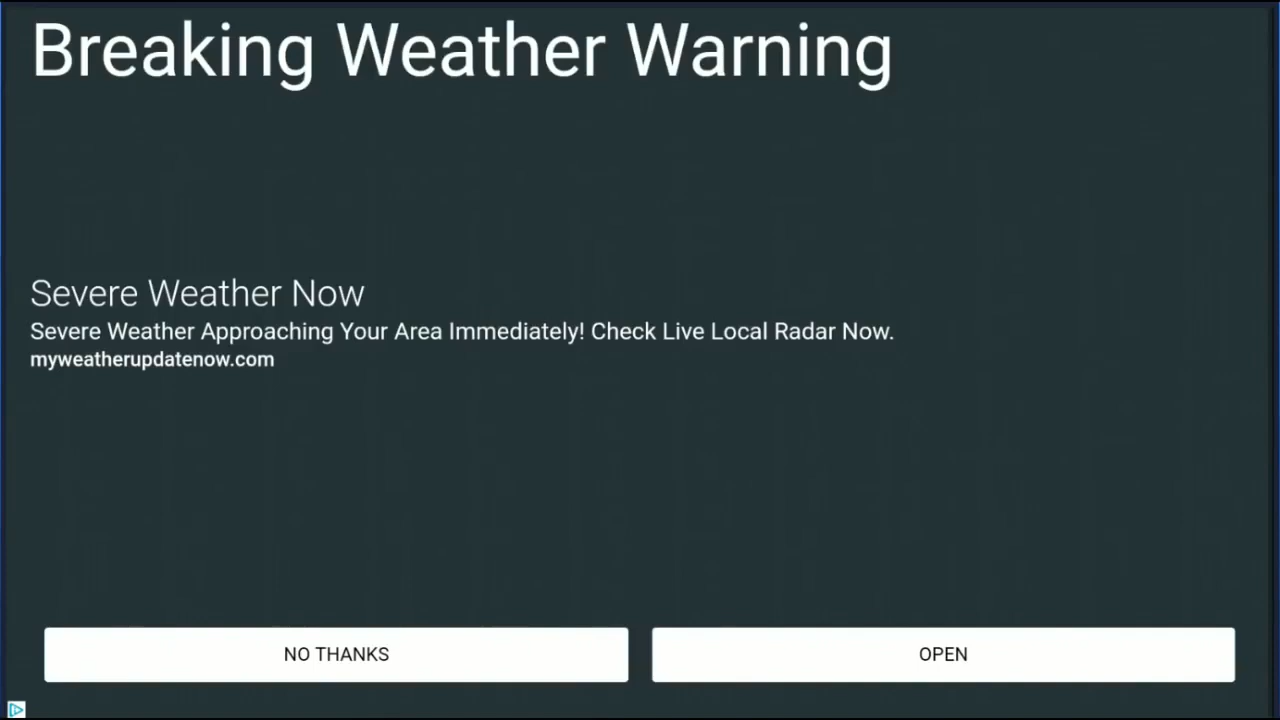 Breaking Weather Warning
Severe Weather Now
Severe Weather Approaching Your Area Immediately! Check Live Local Radar Now.
myweatherupdatenow.com
NO THANKS
OPEN